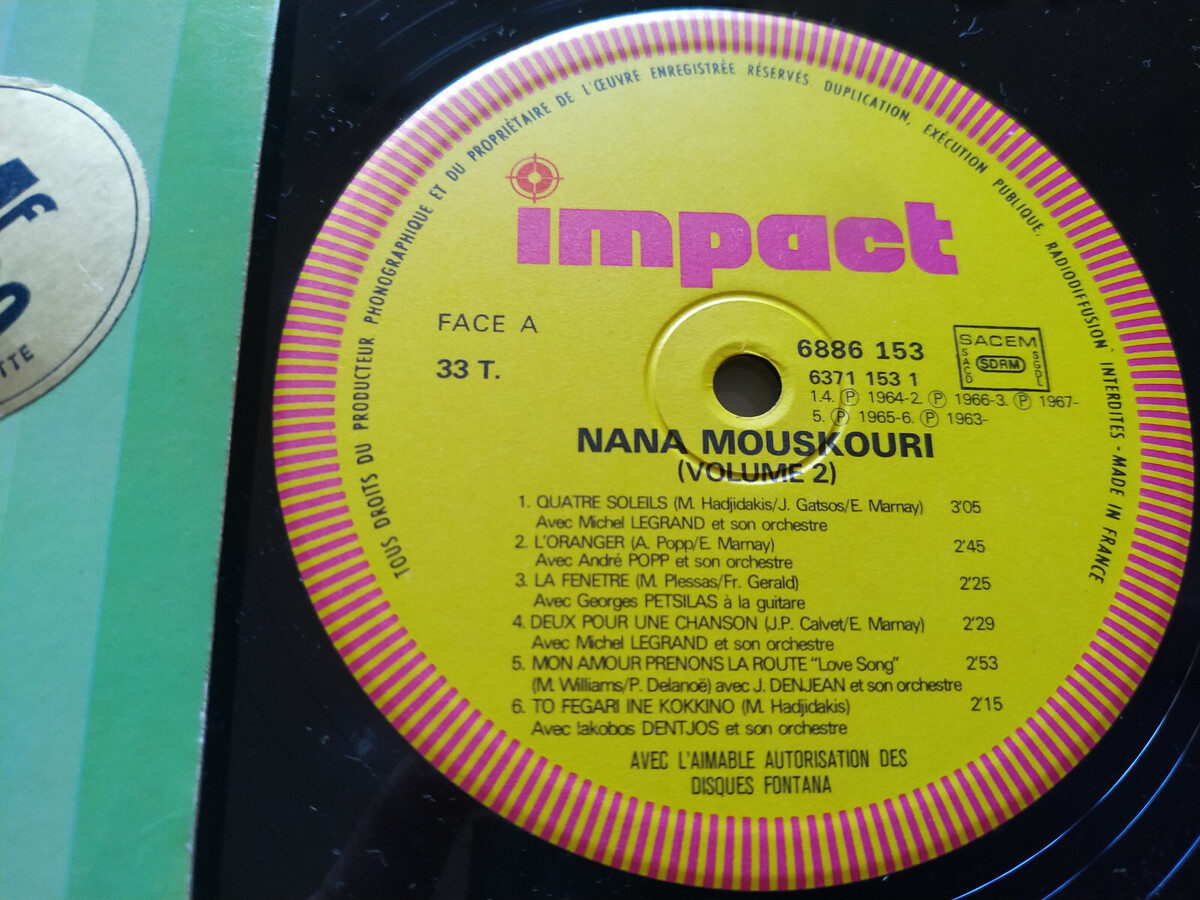 TOUS DROITS DU PRODUCTEUR PHONOGRAPHIQUE ET DU PROPRIÉTAIRE DE L'ŒUVRE ENREGISTRÉE RÉSERVÉS. DUPLICATION, EXÉCUTION PUBLIQUE, RADIODIFFUSION INTERDITES - MADE IN FRANCE
impact
FACE A
33 T.
6886 153
6371 153 1
SACEM
SACD
SDRM
SGDL
1.4. Ⓟ 1964-2. Ⓟ 1966-3. Ⓟ 1967-
5. Ⓟ 1965-6. Ⓟ 1963-
NANA MOUSKOURI
(VOLUME 2)
1. QUATRE SOLEILS (M. Hadjidakis/J. Gatsos/E. Marnay) 3'05
Avec Michel LEGRAND et son orchestre
2. L'ORANGER (A. Popp/E. Marnay) 2'45
Avec André POPP et son orchestre
3. LA FENETRE (M. Plessas/Fr. Gerald) 2'25
Avec Georges PETSILAS à la guitare
4. DEUX POUR UNE CHANSON (J.P. Calvet/E. Marnay) 2'29
Avec Michel LEGRAND et son orchestre
5. MON AMOUR PRENONS LA ROUTE "Love Song" 2'53
(M. Williams/P. Delanoë) avec J. DENJEAN et son orchestre
6. TO FEGARI INE KOKKINO (M. Hadjidakis) 2'15
Avec Iakobos DENTJOS et son orchestre
AVEC L'AIMABLE AUTORISATION DES
DISQUES FONTANA